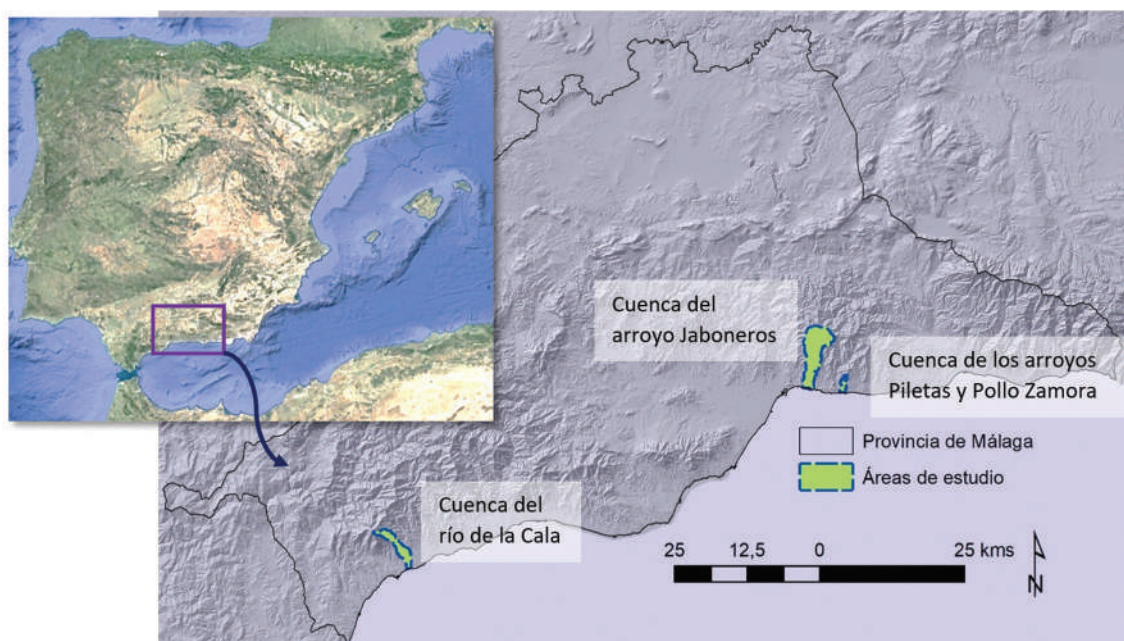 Cuenca del
arroyo Jaboneros
Cuenca de los arroyos
Piletas y Pollo Zamora
Provincia de Málaga
Áreas de estudio
Cuenca del
río de la Cala
25 12,5 0 25 kms
N